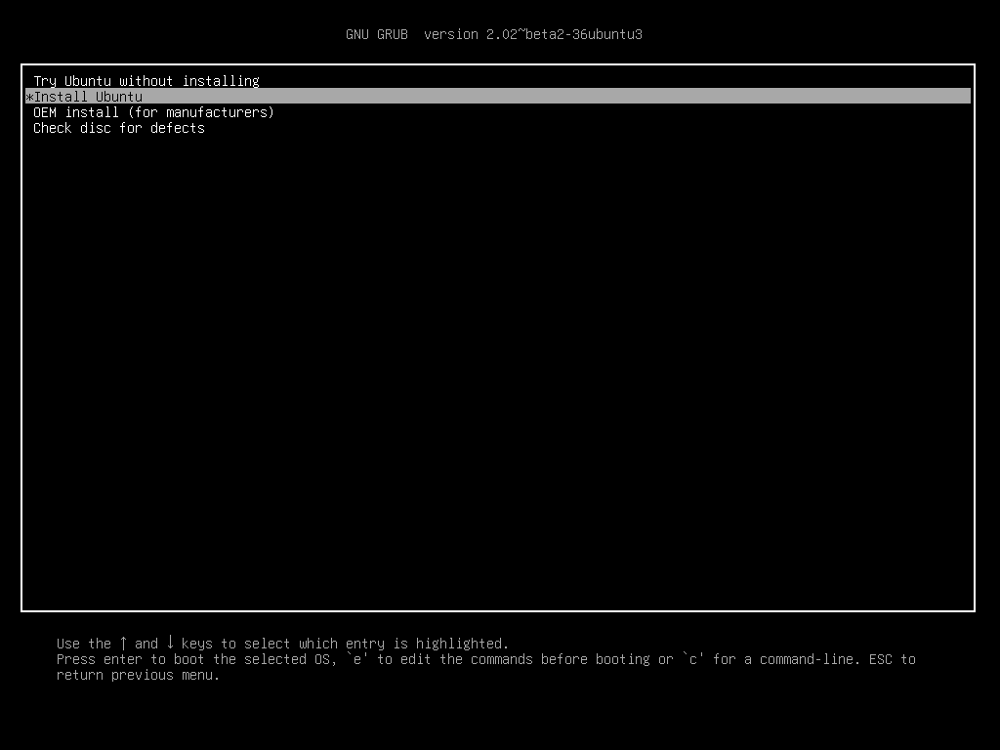 GNU GRUB  version 2.02~beta2-36ubuntu3
Try Ubuntu without installing
*Install Ubuntu
OEM install (for manufacturers)
Check disc for defects
Use the ↑ and ↓ keys to select which entry is highlighted.
Press enter to boot the selected OS, `e' to edit the commands before booting or `c' for a command-line. ESC to
return previous menu.